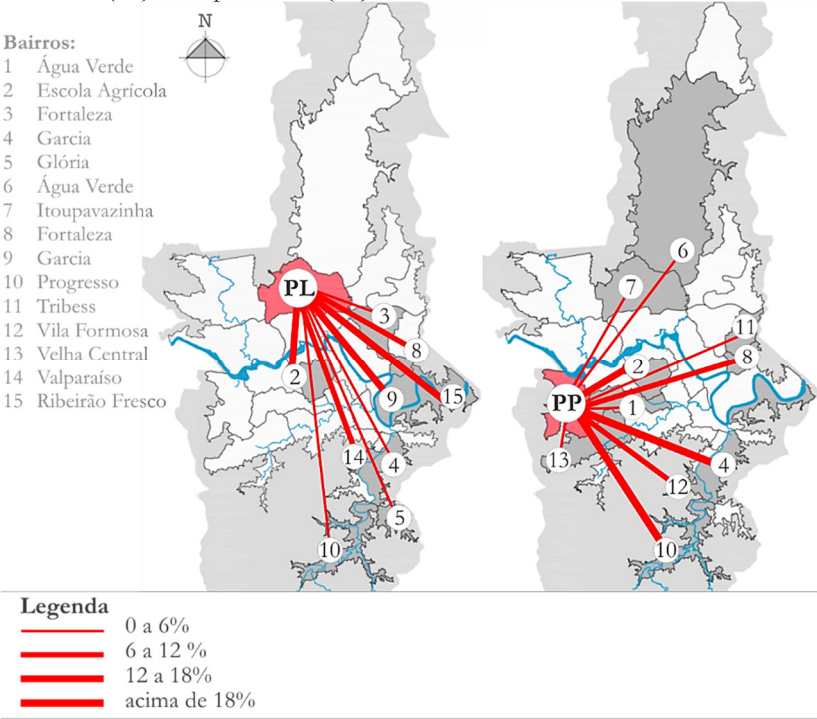 N
Bairros:
1 Água Verde
2 Escola Agrícola
3 Fortaleza
4 Garcia
5 Glória
6 Água Verde
7 Itoupavazinha
8 Fortaleza
9 Garcia
10 Progresso
11 Tribess
12 Vila Formosa
13 Velha Central
14 Valparaíso
15 Ribeirão Fresco
PL
3
8
2
9
15
14
4
5
10
6
7
11
8
2
PP
1
13
4
12
10
Legenda
0 a 6%
6 a 12 %
12 a 18%
acima de 18%